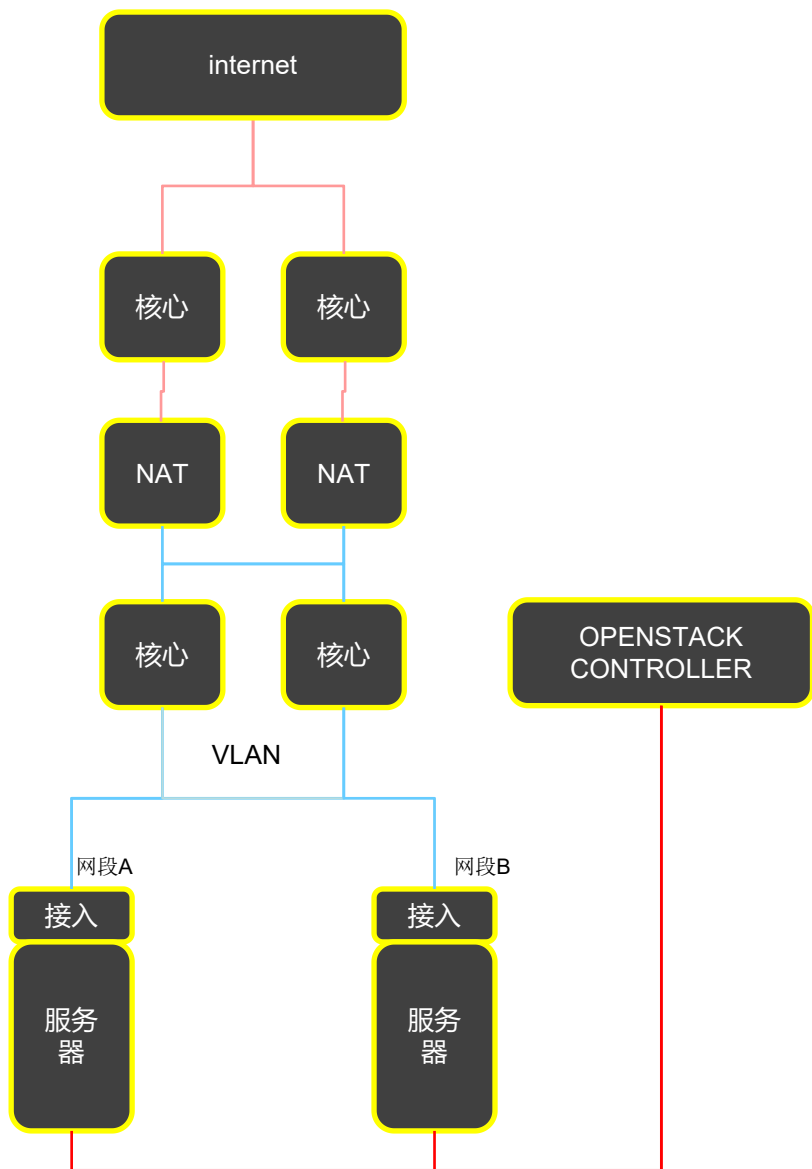 internet
核心
核心
NAT
NAT
核心
核心
OPENSTACK
CONTROLLER
VLAN
网段A
网段B
接入
接入
服务
器
服务
器